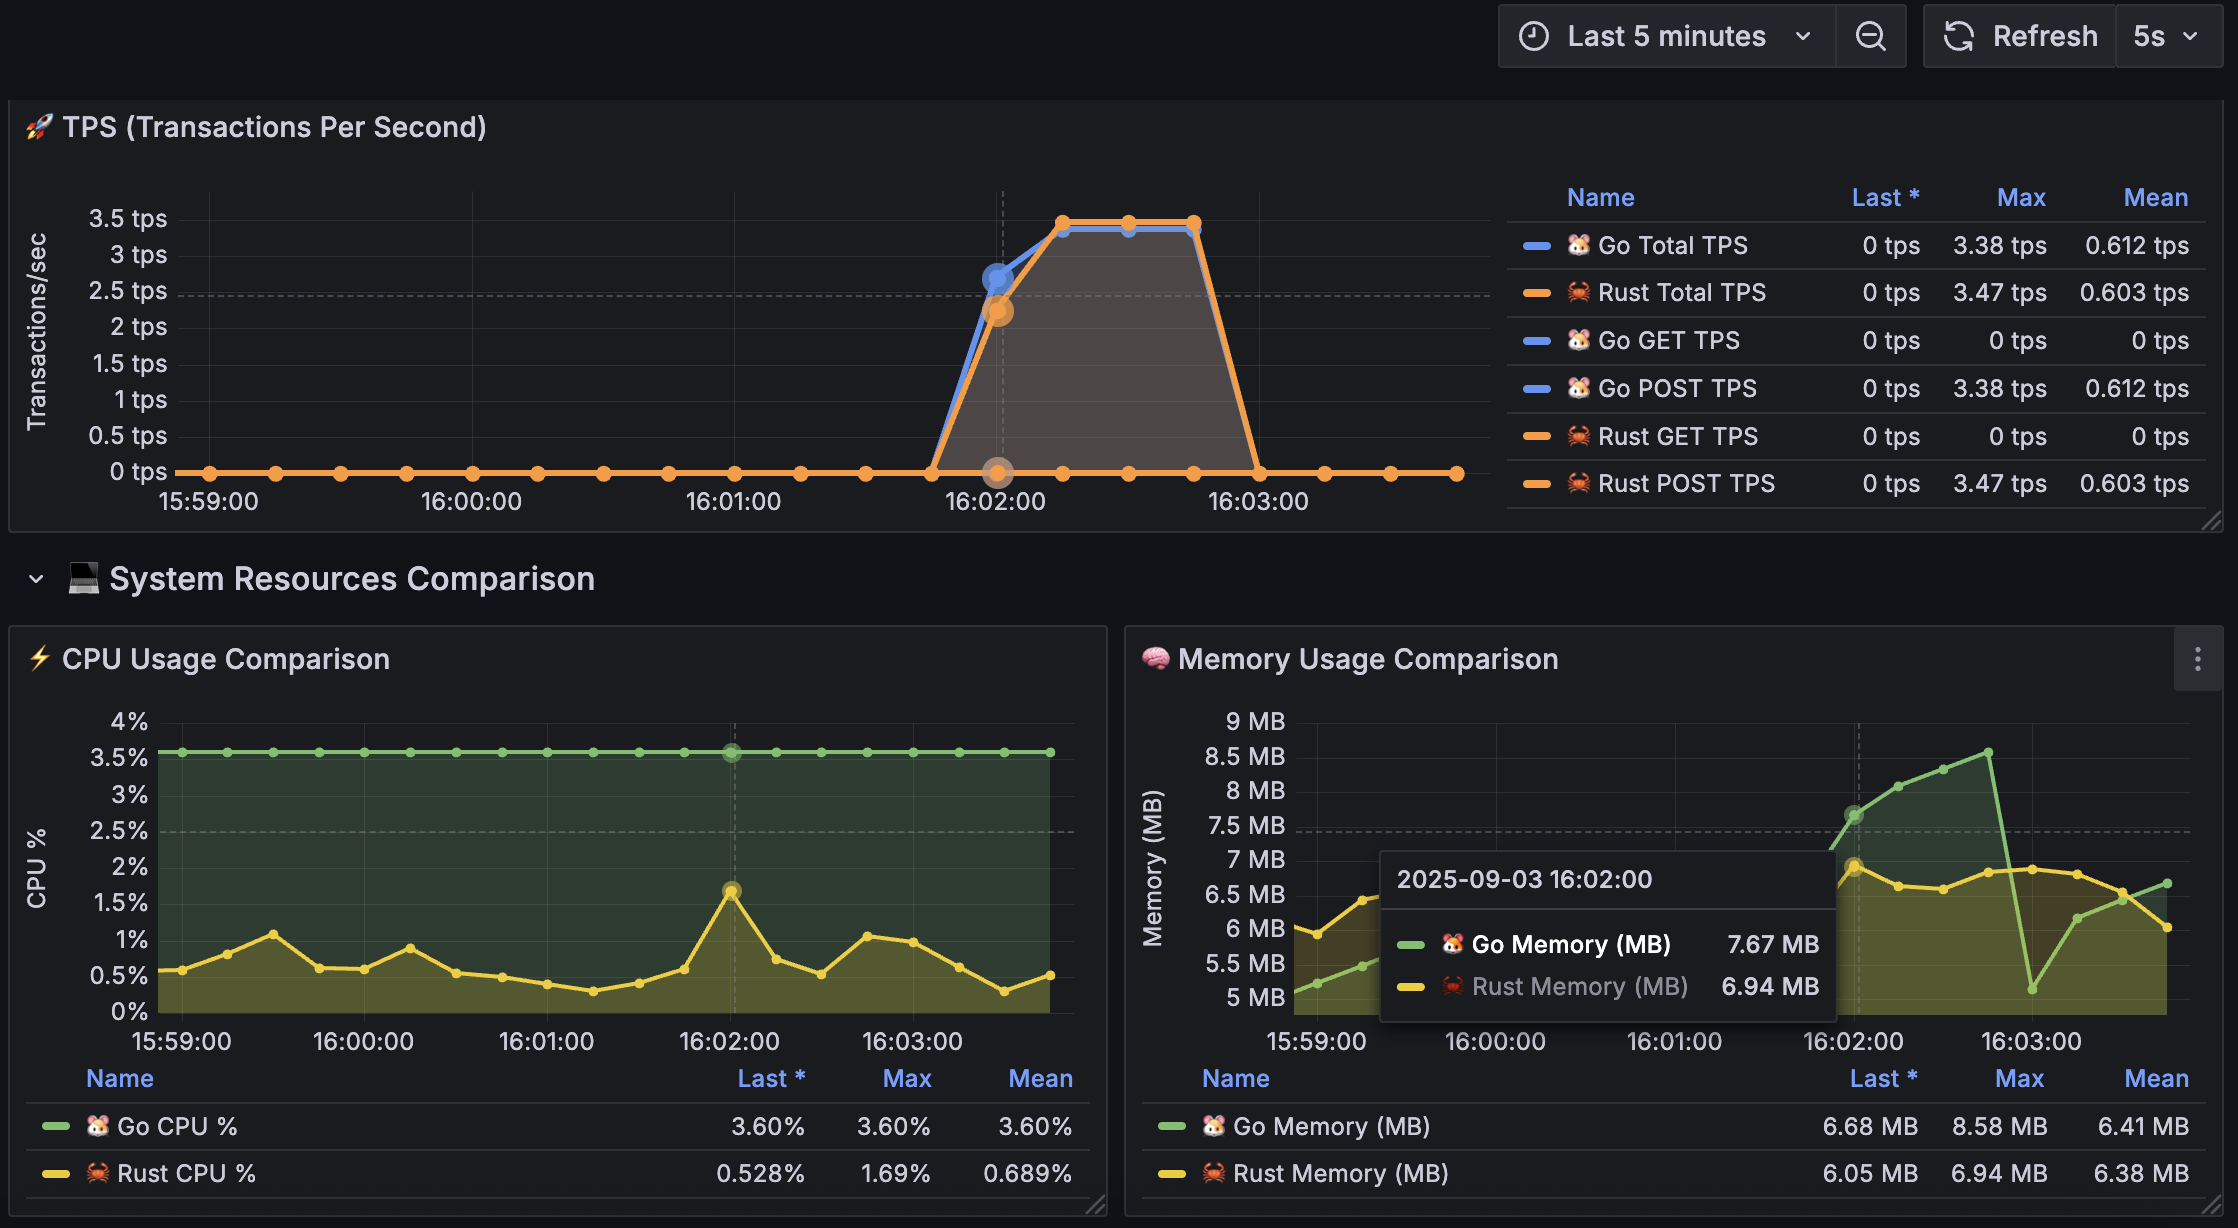 Last 5 minutes
Refresh
5s
🚀 TPS (Transactions Per Second)
Transactions/sec
3.5 tps
3 tps
2.5 tps
2 tps
1.5 tps
1 tps
0.5 tps
0 tps
15:59:00 16:00:00 16:01:00 16:02:00 16:03:00
Name Last * Max Mean
🐹 Go Total TPS 0 tps 3.38 tps 0.612 tps
🦀 Rust Total TPS 0 tps 3.47 tps 0.603 tps
🐹 Go GET TPS 0 tps 0 tps 0 tps
🐹 Go POST TPS 0 tps 3.38 tps 0.612 tps
🦀 Rust GET TPS 0 tps 0 tps 0 tps
🦀 Rust POST TPS 0 tps 3.47 tps 0.603 tps
💻 System Resources Comparison
⚡ CPU Usage Comparison
CPU %
4%
3.5%
3%
2.5%
2%
1.5%
1%
0.5%
0%
15:59:00 16:00:00 16:01:00 16:02:00 16:03:00
Name Last * Max Mean
🐹 Go CPU % 3.60% 3.60% 3.60%
🦀 Rust CPU % 0.528% 1.69% 0.689%
🧠 Memory Usage Comparison
Memory (MB)
9 MB
8.5 MB
8 MB
7.5 MB
7 MB
6.5 MB
6 MB
5.5 MB
5 MB
2025-09-03 16:02:00
🐹 Go Memory (MB) 7.67 MB
🦀 Rust Memory (MB) 6.94 MB
15:59:00 16:00:00 16:01:00 16:02:00 16:03:00
Name Last * Max Mean
🐹 Go Memory (MB) 6.68 MB 8.58 MB 6.41 MB
🦀 Rust Memory (MB) 6.05 MB 6.94 MB 6.38 MB